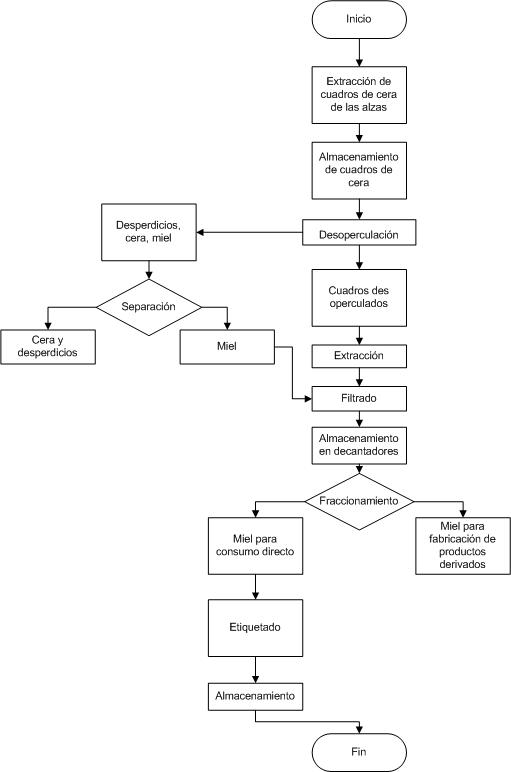 Inicio
Extracción de
cuadros de cera
de las alzas
Almacenamiento
de cuadros de
cera
Desperdicios,
cera, miel
Desoperculación
Separación
Cuadros des
operculados
Cera y
desperdicios
Miel
Extracción
Filtrado
Almacenamiento
en decantadores
Fraccionamiento
Miel para
consumo directo
Miel para
fabricación de
productos
derivados
Etiquetado
Almacenamiento
Fin